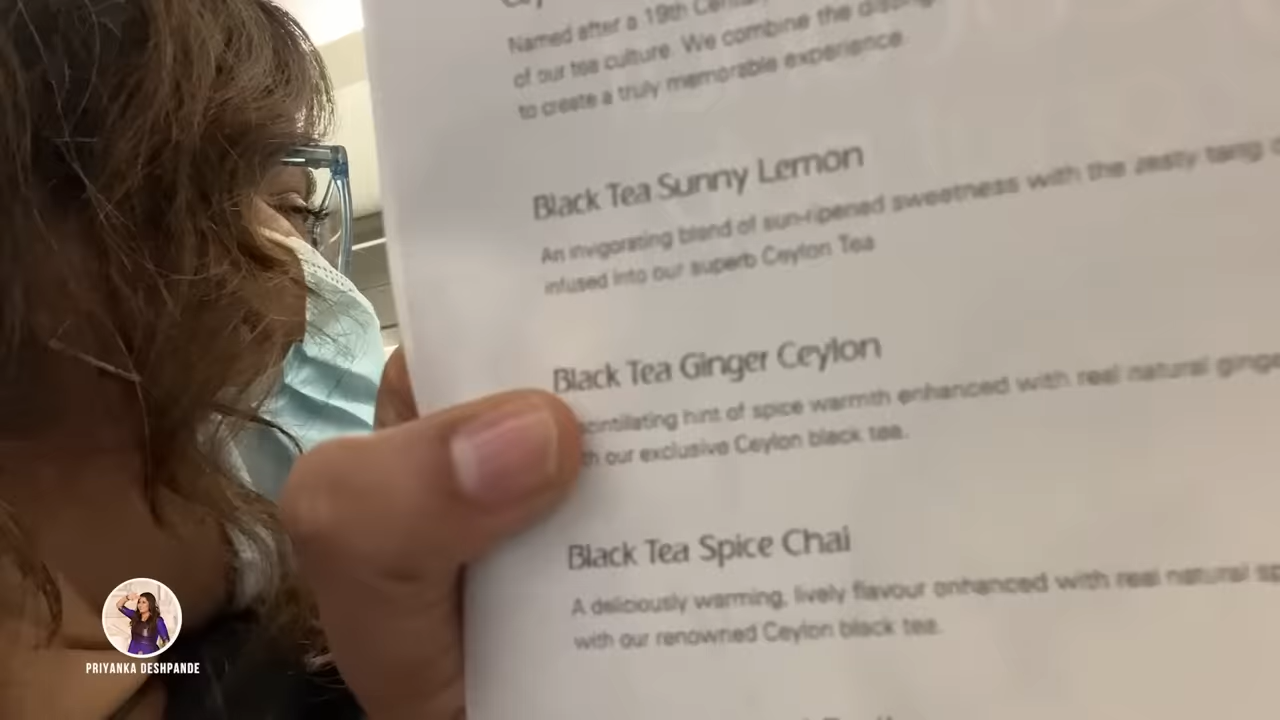 Named after a 19th Century
of our tea culture. We combine the disting
to create a truly memorable experience
Black Tea Sunny Lemon
An invigorating blend of sun-ripened sweetness with the zesty tang
infused into our superb Ceylon Tea
Black Tea Ginger Ceylon
hint of spice warmth enhanced with real natural ginge
our exclusive Ceylon black tea.
Black Tea Spice Chai
A deliciously warming, lively flavour enhanced with real natural sp
with our renowned Ceylon black tea.
PRIYANKA DESHPANDE